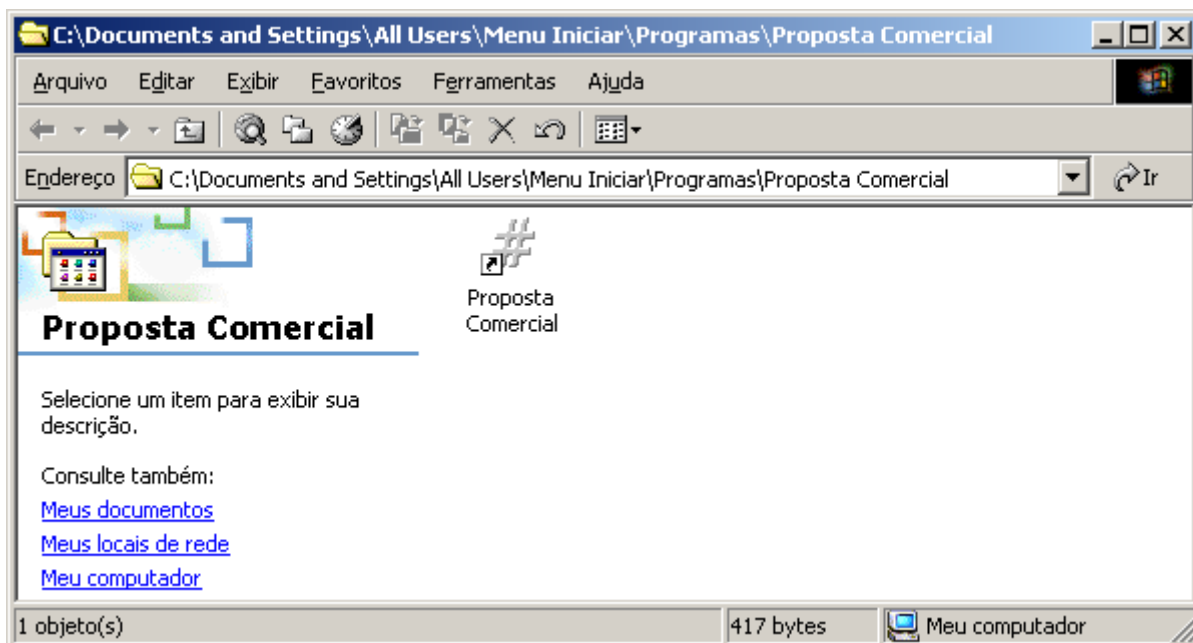 C:\Documents and Settings\All Users\Menu Iniciar\Programas\Proposta Comercial
Arquivo Editar Exibir Favoritos Ferramentas Ajuda
Endereço C:\Documents and Settings\All Users\Menu Iniciar\Programas\Proposta Comercial Ir
Proposta Comercial
Selecione um item para exibir sua
descrição.
Consulte também:
Meus documentos
Meus locais de rede
Meu computador
Proposta
Comercial
1 objeto(s) 417 bytes Meu computador